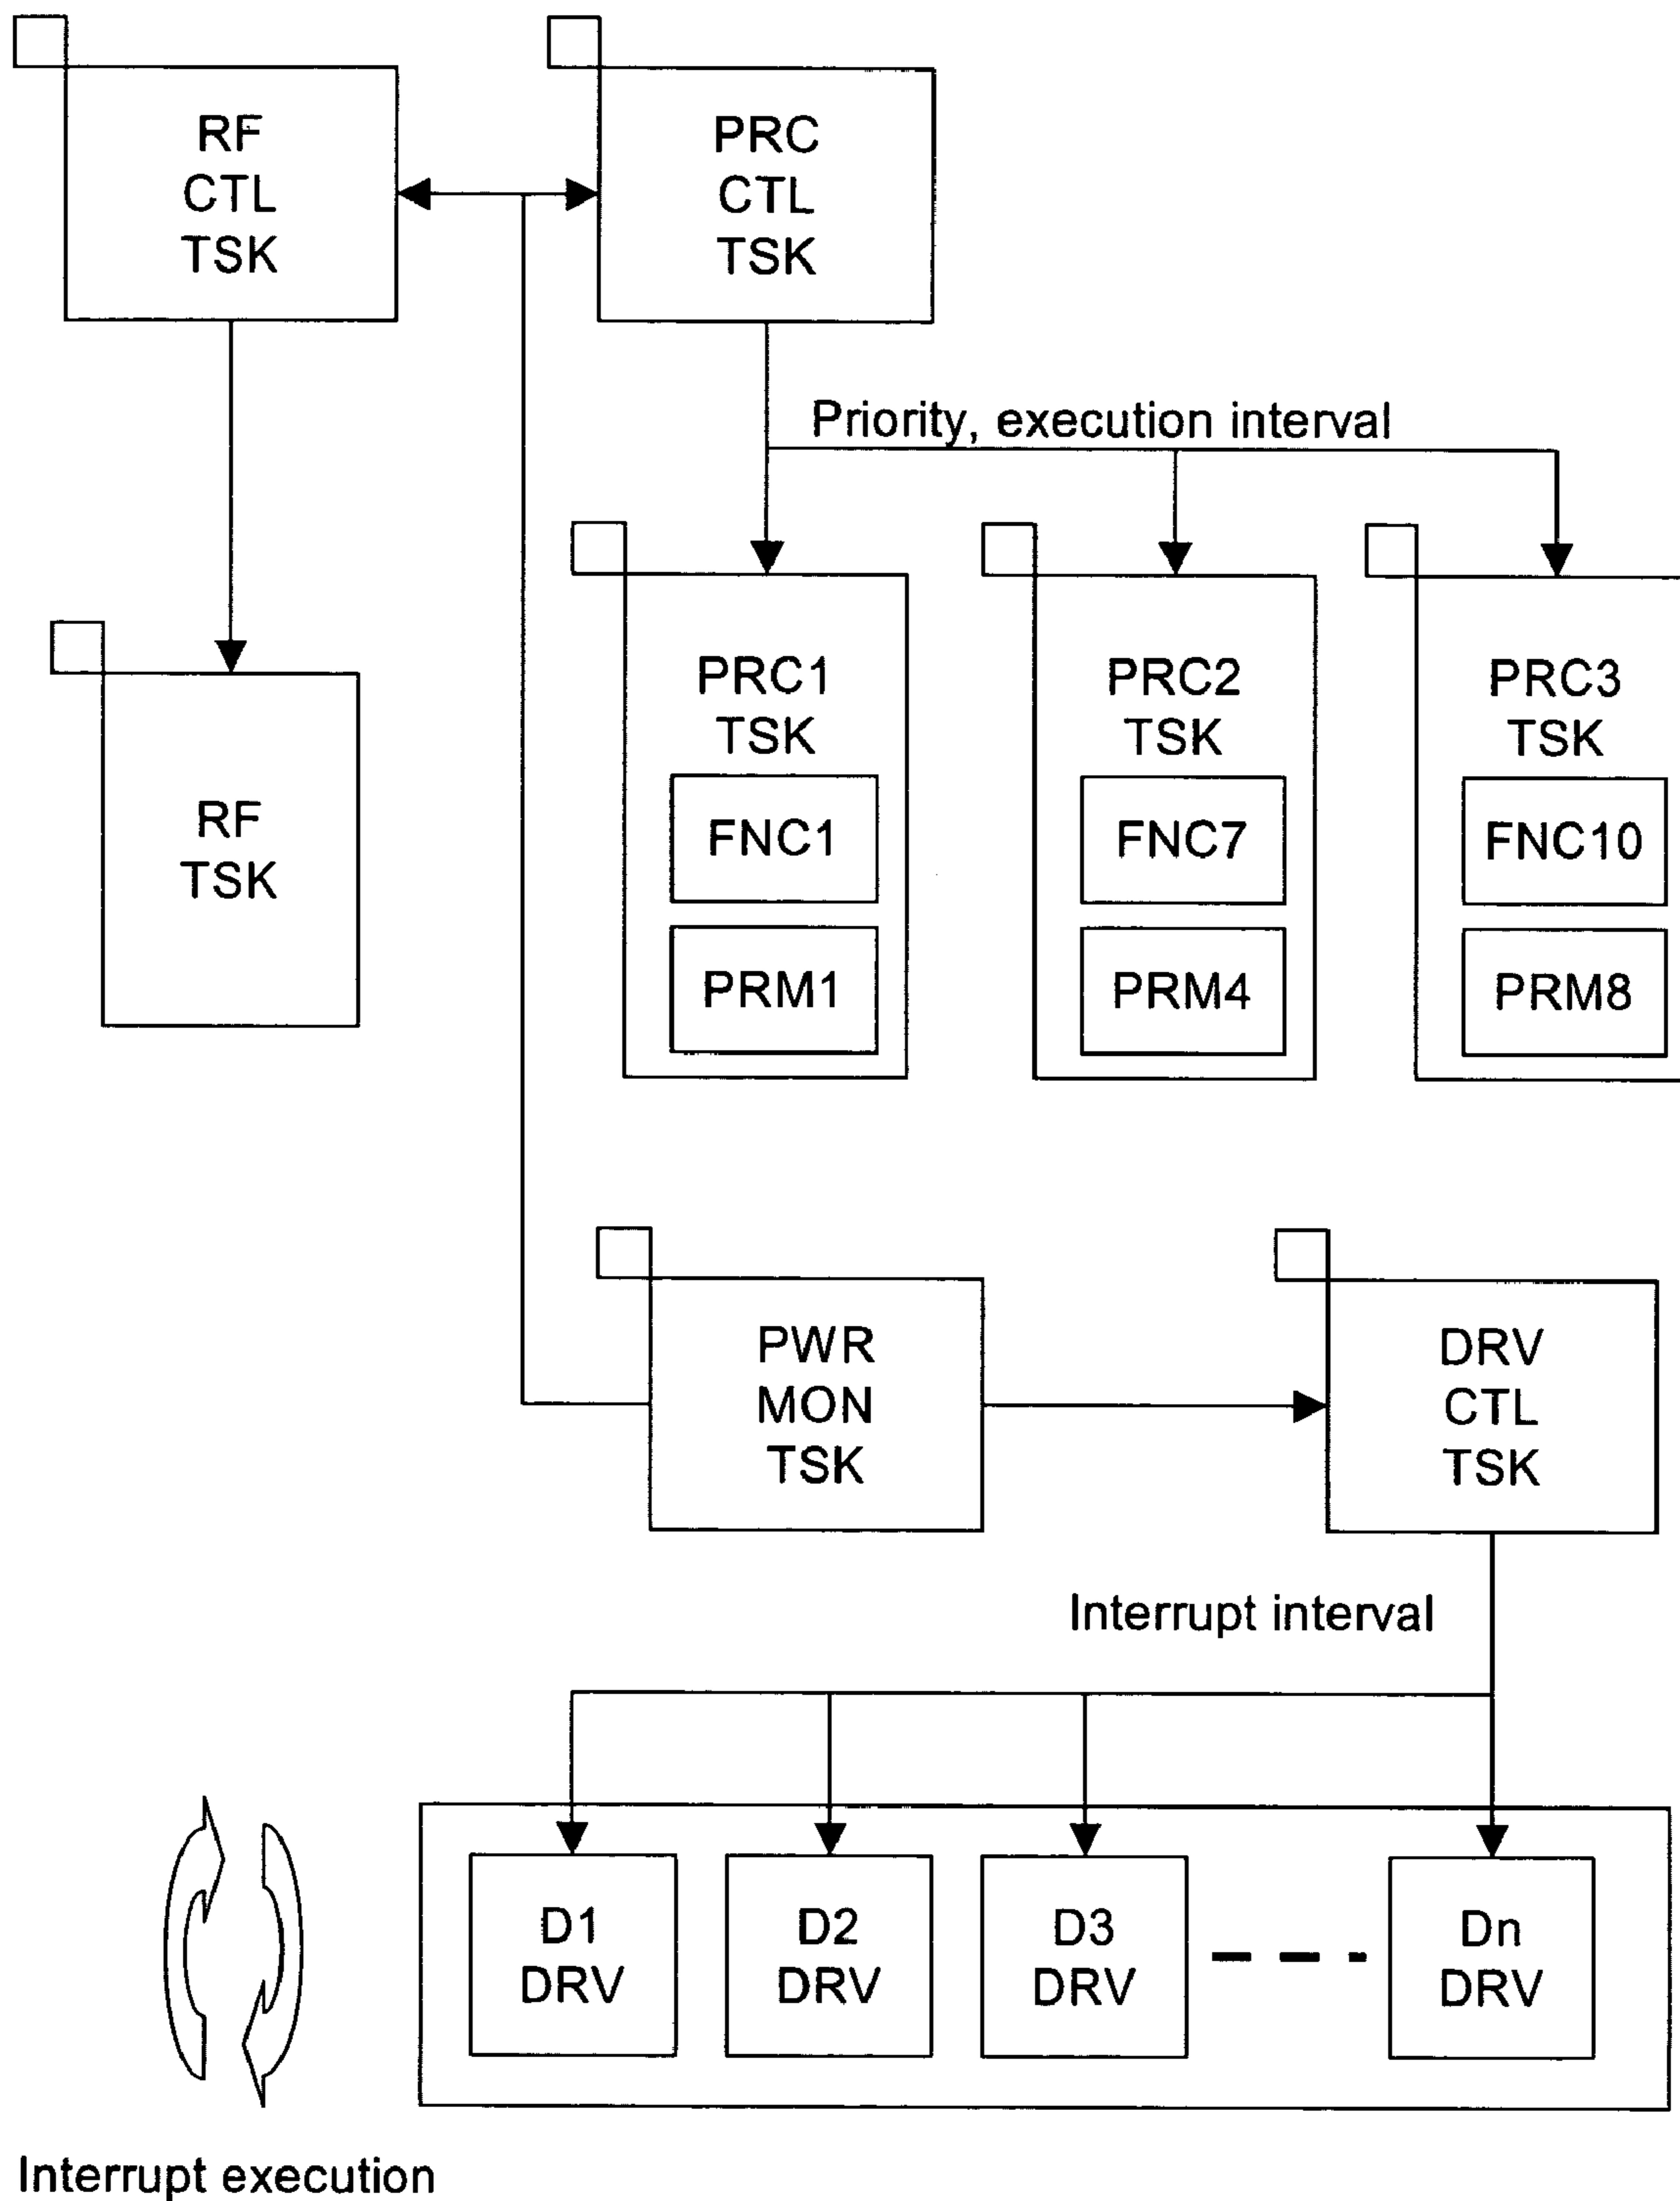 RF
CTL
TSK
PRC
CTL
TSK
Priority, execution interval
RF
TSK
PRC1
TSK
FNC1
PRM1
PRC2
TSK
FNC7
PRM4
PRC3
TSK
FNC10
PRM8
PWR
MON
TSK
DRV
CTL
TSK
Interrupt interval
D1
DRV
D2
DRV
D3
DRV
Dn
DRV
Interrupt execution